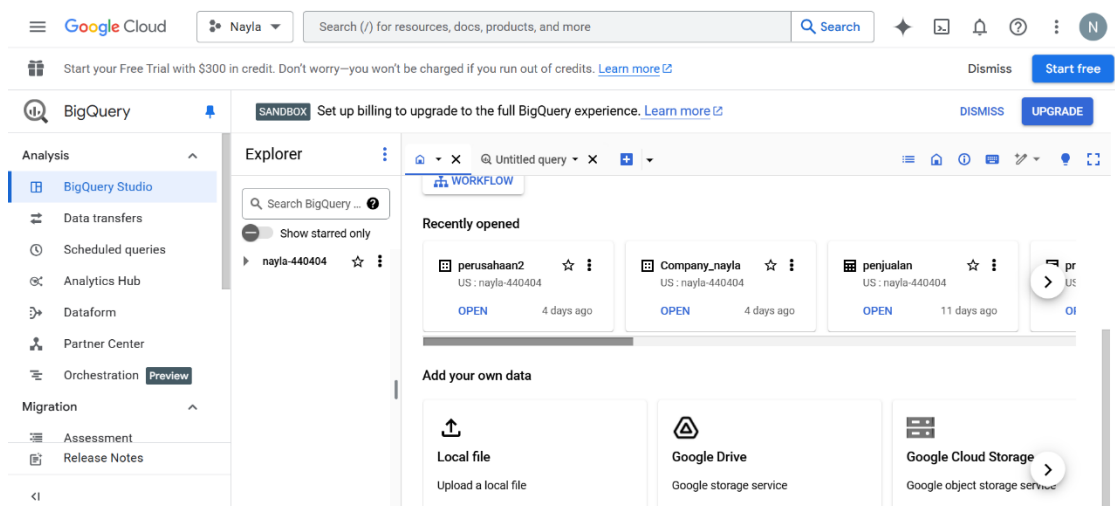 Google Cloud
Nayla
Search (/) for resources, docs, products, and more
Search
N
Start your Free Trial with $300 in credit. Don't worry—you won't be charged if you run out of credits. Learn more
Dismiss
Start free
BigQuery
SANDBOX Set up billing to upgrade to the full BigQuery experience. Learn more
DISMISS
UPGRADE
Analysis
BigQuery Studio
Data transfers
Scheduled queries
Analytics Hub
Dataform
Partner Center
Orchestration Preview
Migration
Assessment
Release Notes
Explorer
Search BigQuery ...
Show starred only
nayla-440404
Untitled query
WORKFLOW
Recently opened
perusahaan2
US : nayla-440404
OPEN 4 days ago
Company_nayla
US : nayla-440404
OPEN 4 days ago
penjualan
US : nayla-440404
OPEN 11 days ago
pr
US
Add your own data
Local file
Upload a local file
Google Drive
Google storage service
Google Cloud Storage
Google object storage service